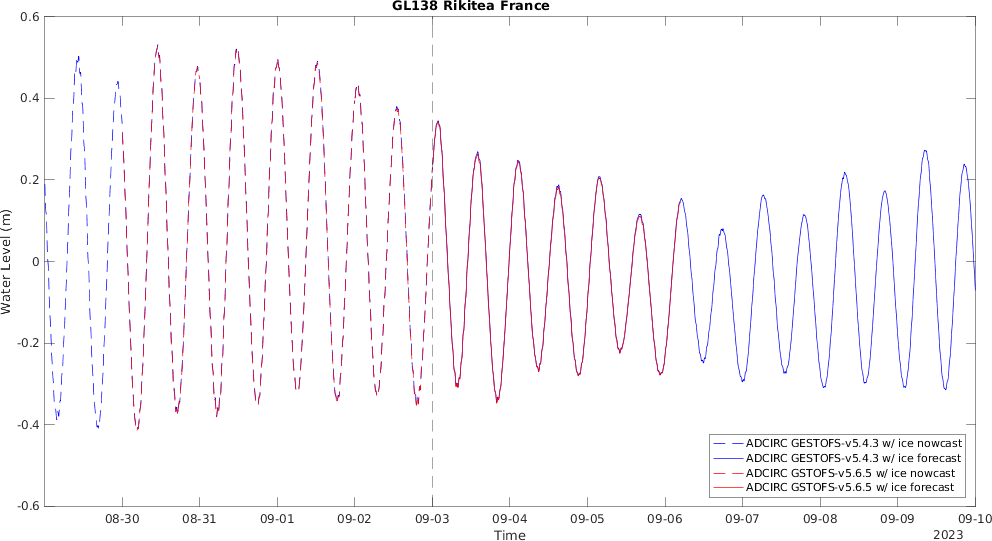 GL138 Rikitea France
0.6
0.4
0.2
0
-0.2
-0.4
-0.6
Water Level (m)
ADCIRC GESTOFS-v5.4.3 w/ ice nowcast
ADCIRC GESTOFS-v5.4.3 w/ ice forecast
ADCIRC GSTOFS-v5.6.5 w/ ice nowcast
ADCIRC GSTOFS-v5.6.5 w/ ice forecast
08-30 08-31 09-01 09-02 09-03 09-04 09-05 09-06 09-07 09-08 09-09 09-10
Time
2023